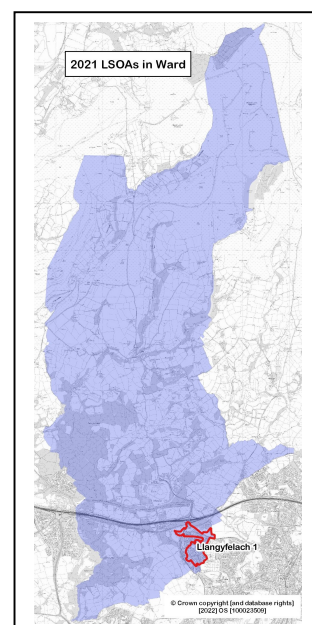 2021 LSOAs in Ward
Llangyfelach 1
© Crown copyright [and database rights]
[2022] OS [100023509]